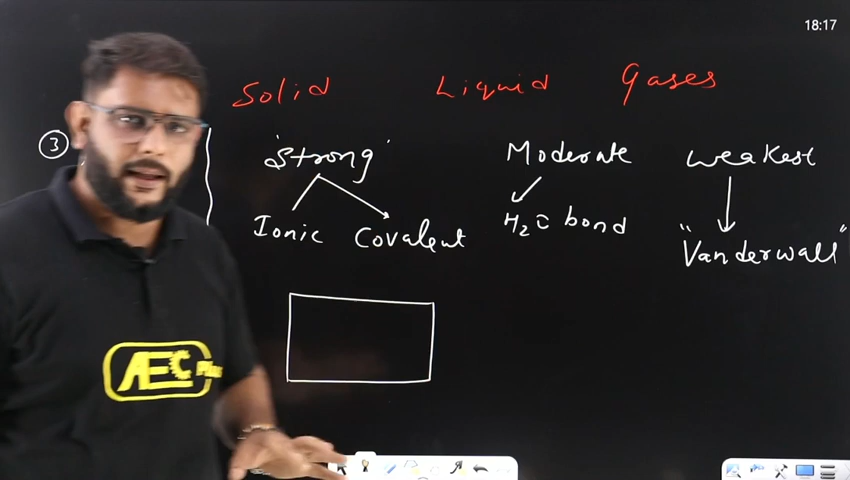 18:17
Solid Liquid Gases
③ "Strong" Moderate weakest
Ionic Covalent H₂O bond "Vanderwall"
AEC